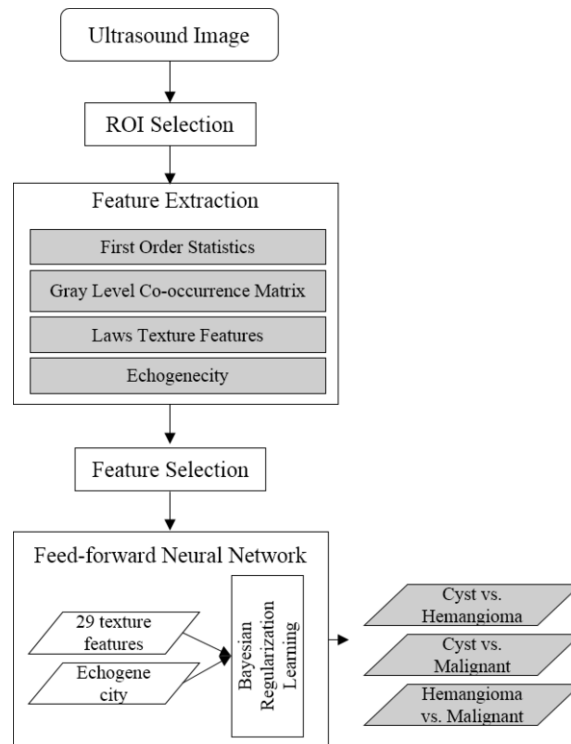 Ultrasound Image
ROI Selection
Feature Extraction
First Order Statistics
Gray Level Co-occurrence Matrix
Laws Texture Features
Echogenecity
Feature Selection
Feed-forward Neural Network
29 texture
features
Echogene
city
Bayesian
Regularization
Learning
Cyst vs.
Hemangioma
Cyst vs.
Malignant
Hemangioma
vs. Malignant